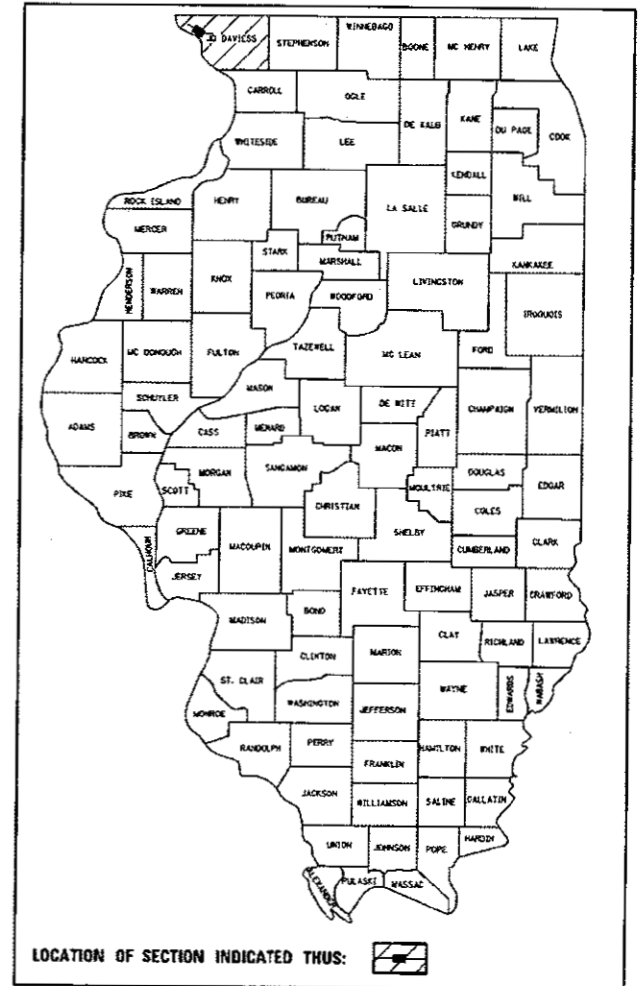 JO DAVIESS
STEPHENSON
WINNEBAGO
BOONE
MC HENRY
LAKE
CARROLL
OGLE
DE KALB
KANE
DU PAGE
COOK
WHITESIDE
LEE
KENDALL
WILL
ROCK ISLAND
HENRY
BUREAU
LA SALLE
GRUNDY
MERCER
PUTNAM
STARK
MARSHALL
KANKAKEE
HENDERSON
WARREN
KNOX
PEORIA
WOODFORD
LIVINGSTON
IROQUOIS
HANCOCK
MC DONOUGH
FULTON
TAZEWELL
MC LEAN
FORD
SCHUYLER
MASON
LOGAN
DE WITT
CHAMPAIGN
VERMILION
ADAMS
BROWN
CASS
MENARD
MACON
PIATT
PIKE
SCOTT
MORGAN
SANGAMON
CHRISTIAN
MOULTRIE
DOUGLAS
EDGAR
COLES
CALHOUN
GREENE
MACOUPIN
MONTGOMERY
SHELBY
CUMBERLAND
CLARK
JERSEY
FAYETTE
EFFINGHAM
JASPER
CRAWFORD
MADISON
BOND
CLAY
RICHLAND
LAWRENCE
CLINTON
MARION
ST. CLAIR
WAYNE
EDWARDS
WABASH
WASHINGTON
MONROE
JEFFERSON
RANDOLPH
PERRY
HAMILTON
WHITE
FRANKLIN
JACKSON
WILLIAMSON
SALINE
GALLATIN
UNION
JOHNSON
POPE
HARDIN
ALEXANDER
PULASKI
MASSAC
LOCATION OF SECTION INDICATED THUS: